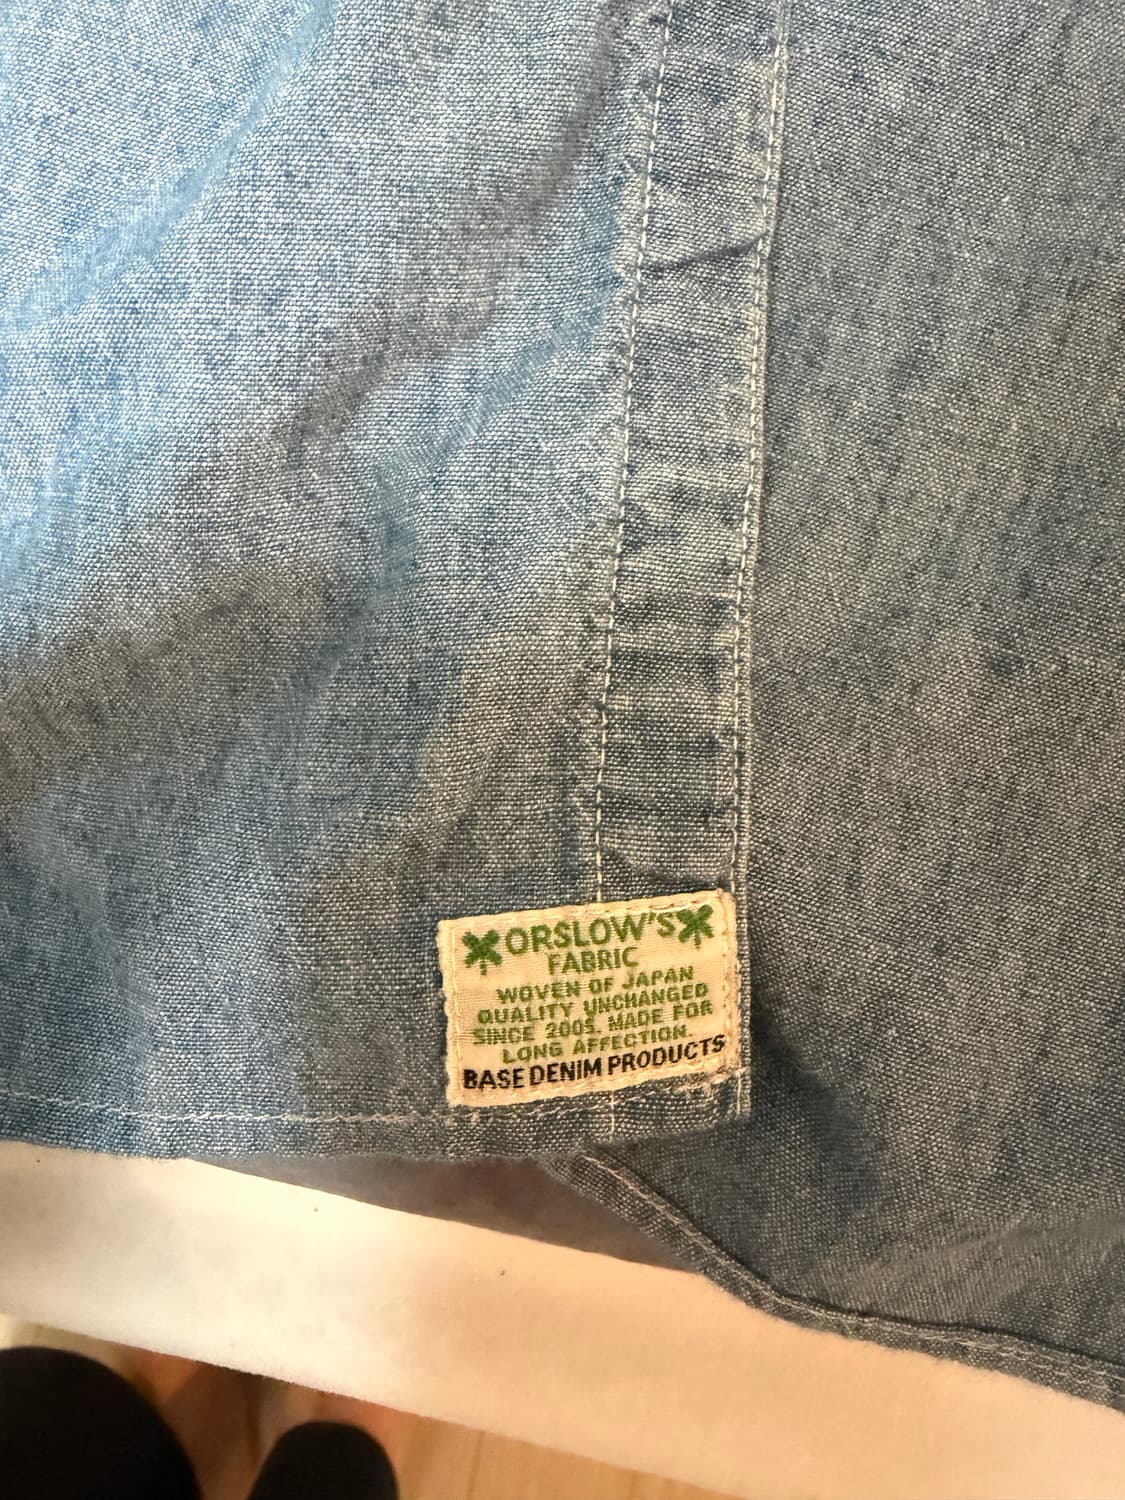 ORSLOW'S
FABRIC
WOVEN OF JAPAN
QUALITY UNCHANGED
SINCE 2005. MADE FOR
LONG AFFECTION.
BASE DENIM PRODUCTS